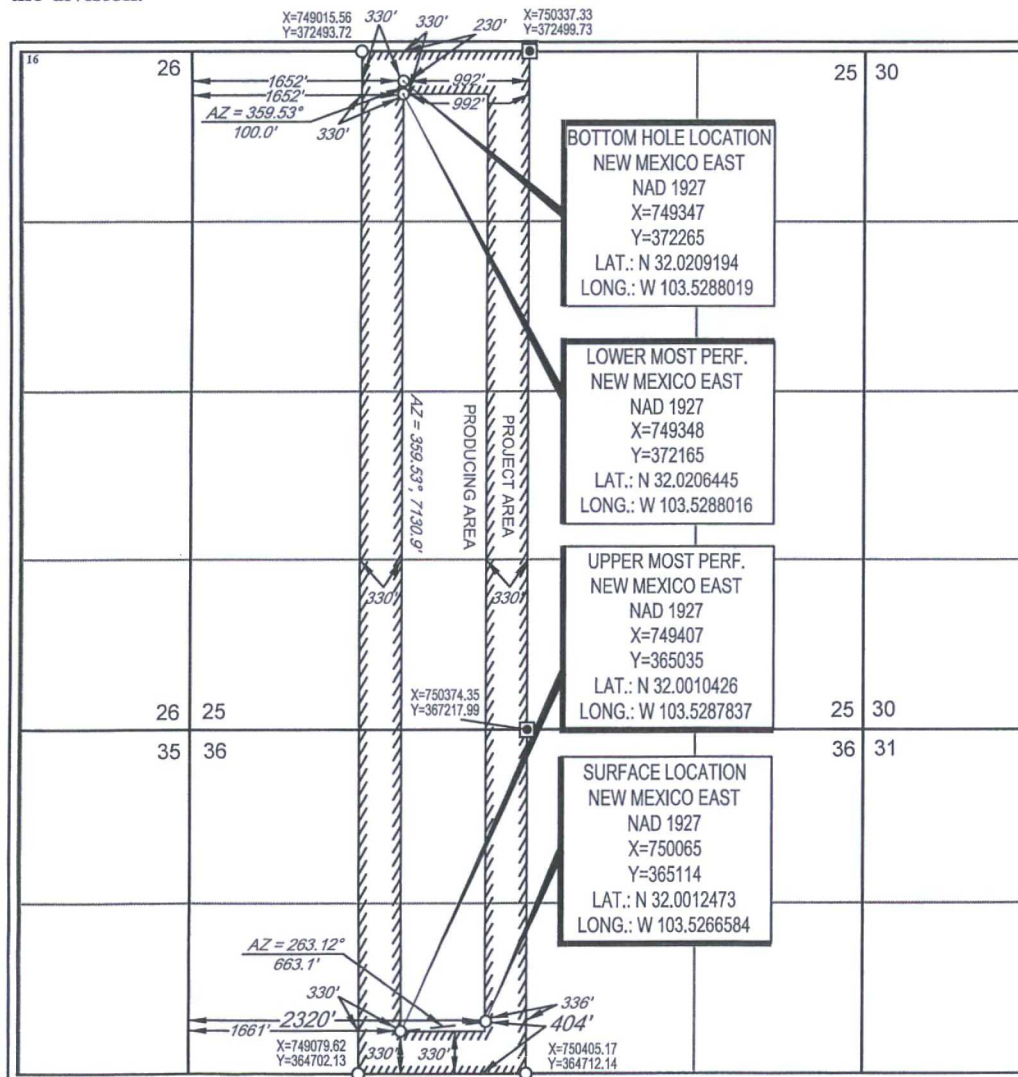 X=749015.56
Y=372493.72
330'
330'
230'
X=750337.33
Y=372499.73
16
26
25
30
1652'
992'
1652'
992'
AZ = 359.53°
100.0'
330'
BOTTOM HOLE LOCATION
NEW MEXICO EAST
NAD 1927
X=749347
Y=372265
LAT.: N 32.0209194
LONG.: W 103.5288019
LOWER MOST PERF.
NEW MEXICO EAST
NAD 1927
X=749348
Y=372165
LAT.: N 32.0206445
LONG.: W 103.5288016
AZ = 359.53°, 7130.9'
PRODUCING AREA
PROJECT AREA
330'
330'
UPPER MOST PERF.
NEW MEXICO EAST
NAD 1927
X=749407
Y=365035
LAT.: N 32.0010426
LONG.: W 103.5287837
X=750374.35
Y=367217.99
26
25
25
30
35
36
36
31
SURFACE LOCATION
NEW MEXICO EAST
NAD 1927
X=750065
Y=365114
LAT.: N 32.0012473
LONG.: W 103.5266584
AZ = 263.12°
663.1'
330'
336'
2320'
404'
1661'
X=749079.62
Y=364702.13
330'
330'
X=750405.17
Y=364712.14